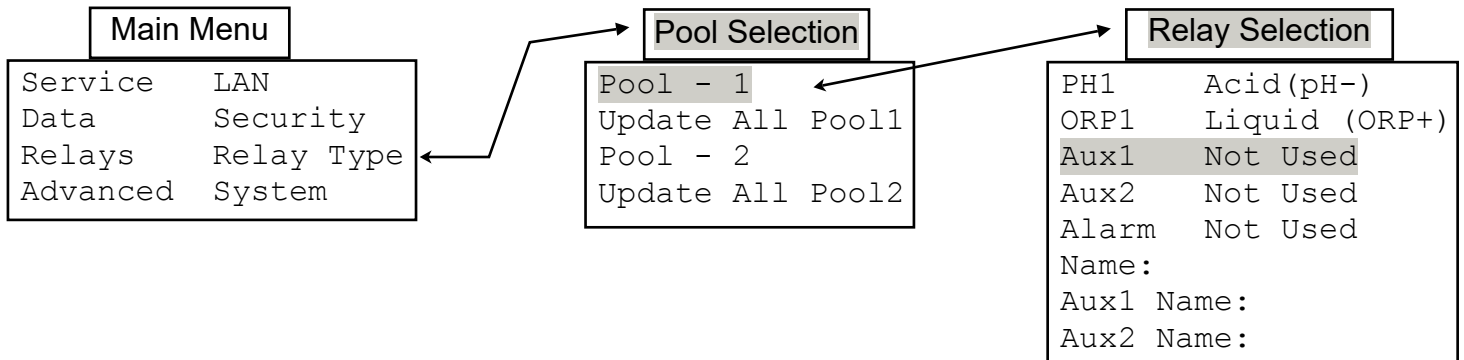 Main Menu
Service LAN
Data Security
Relays Relay Type
Advanced System
Pool Selection
Pool - 1
Update All Pool1
Pool - 2
Update All Pool2
Relay Selection
PH1 Acid(pH-)
ORP1 Liquid (ORP+)
Aux1 Not Used
Aux2 Not Used
Alarm Not Used
Name:
Aux1 Name:
Aux2 Name: